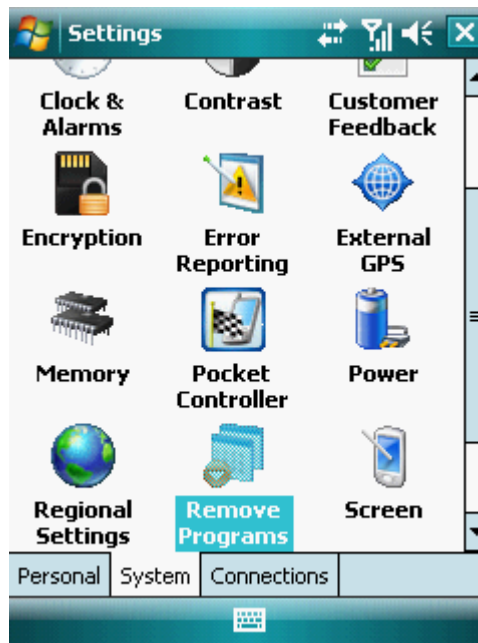 Settings
Clock &
Alarms
Contrast
Customer
Feedback
Encryption
Error
Reporting
External
GPS
Memory
Pocket
Controller
Power
Regional
Settings
Remove
Programs
Screen
Personal System Connections